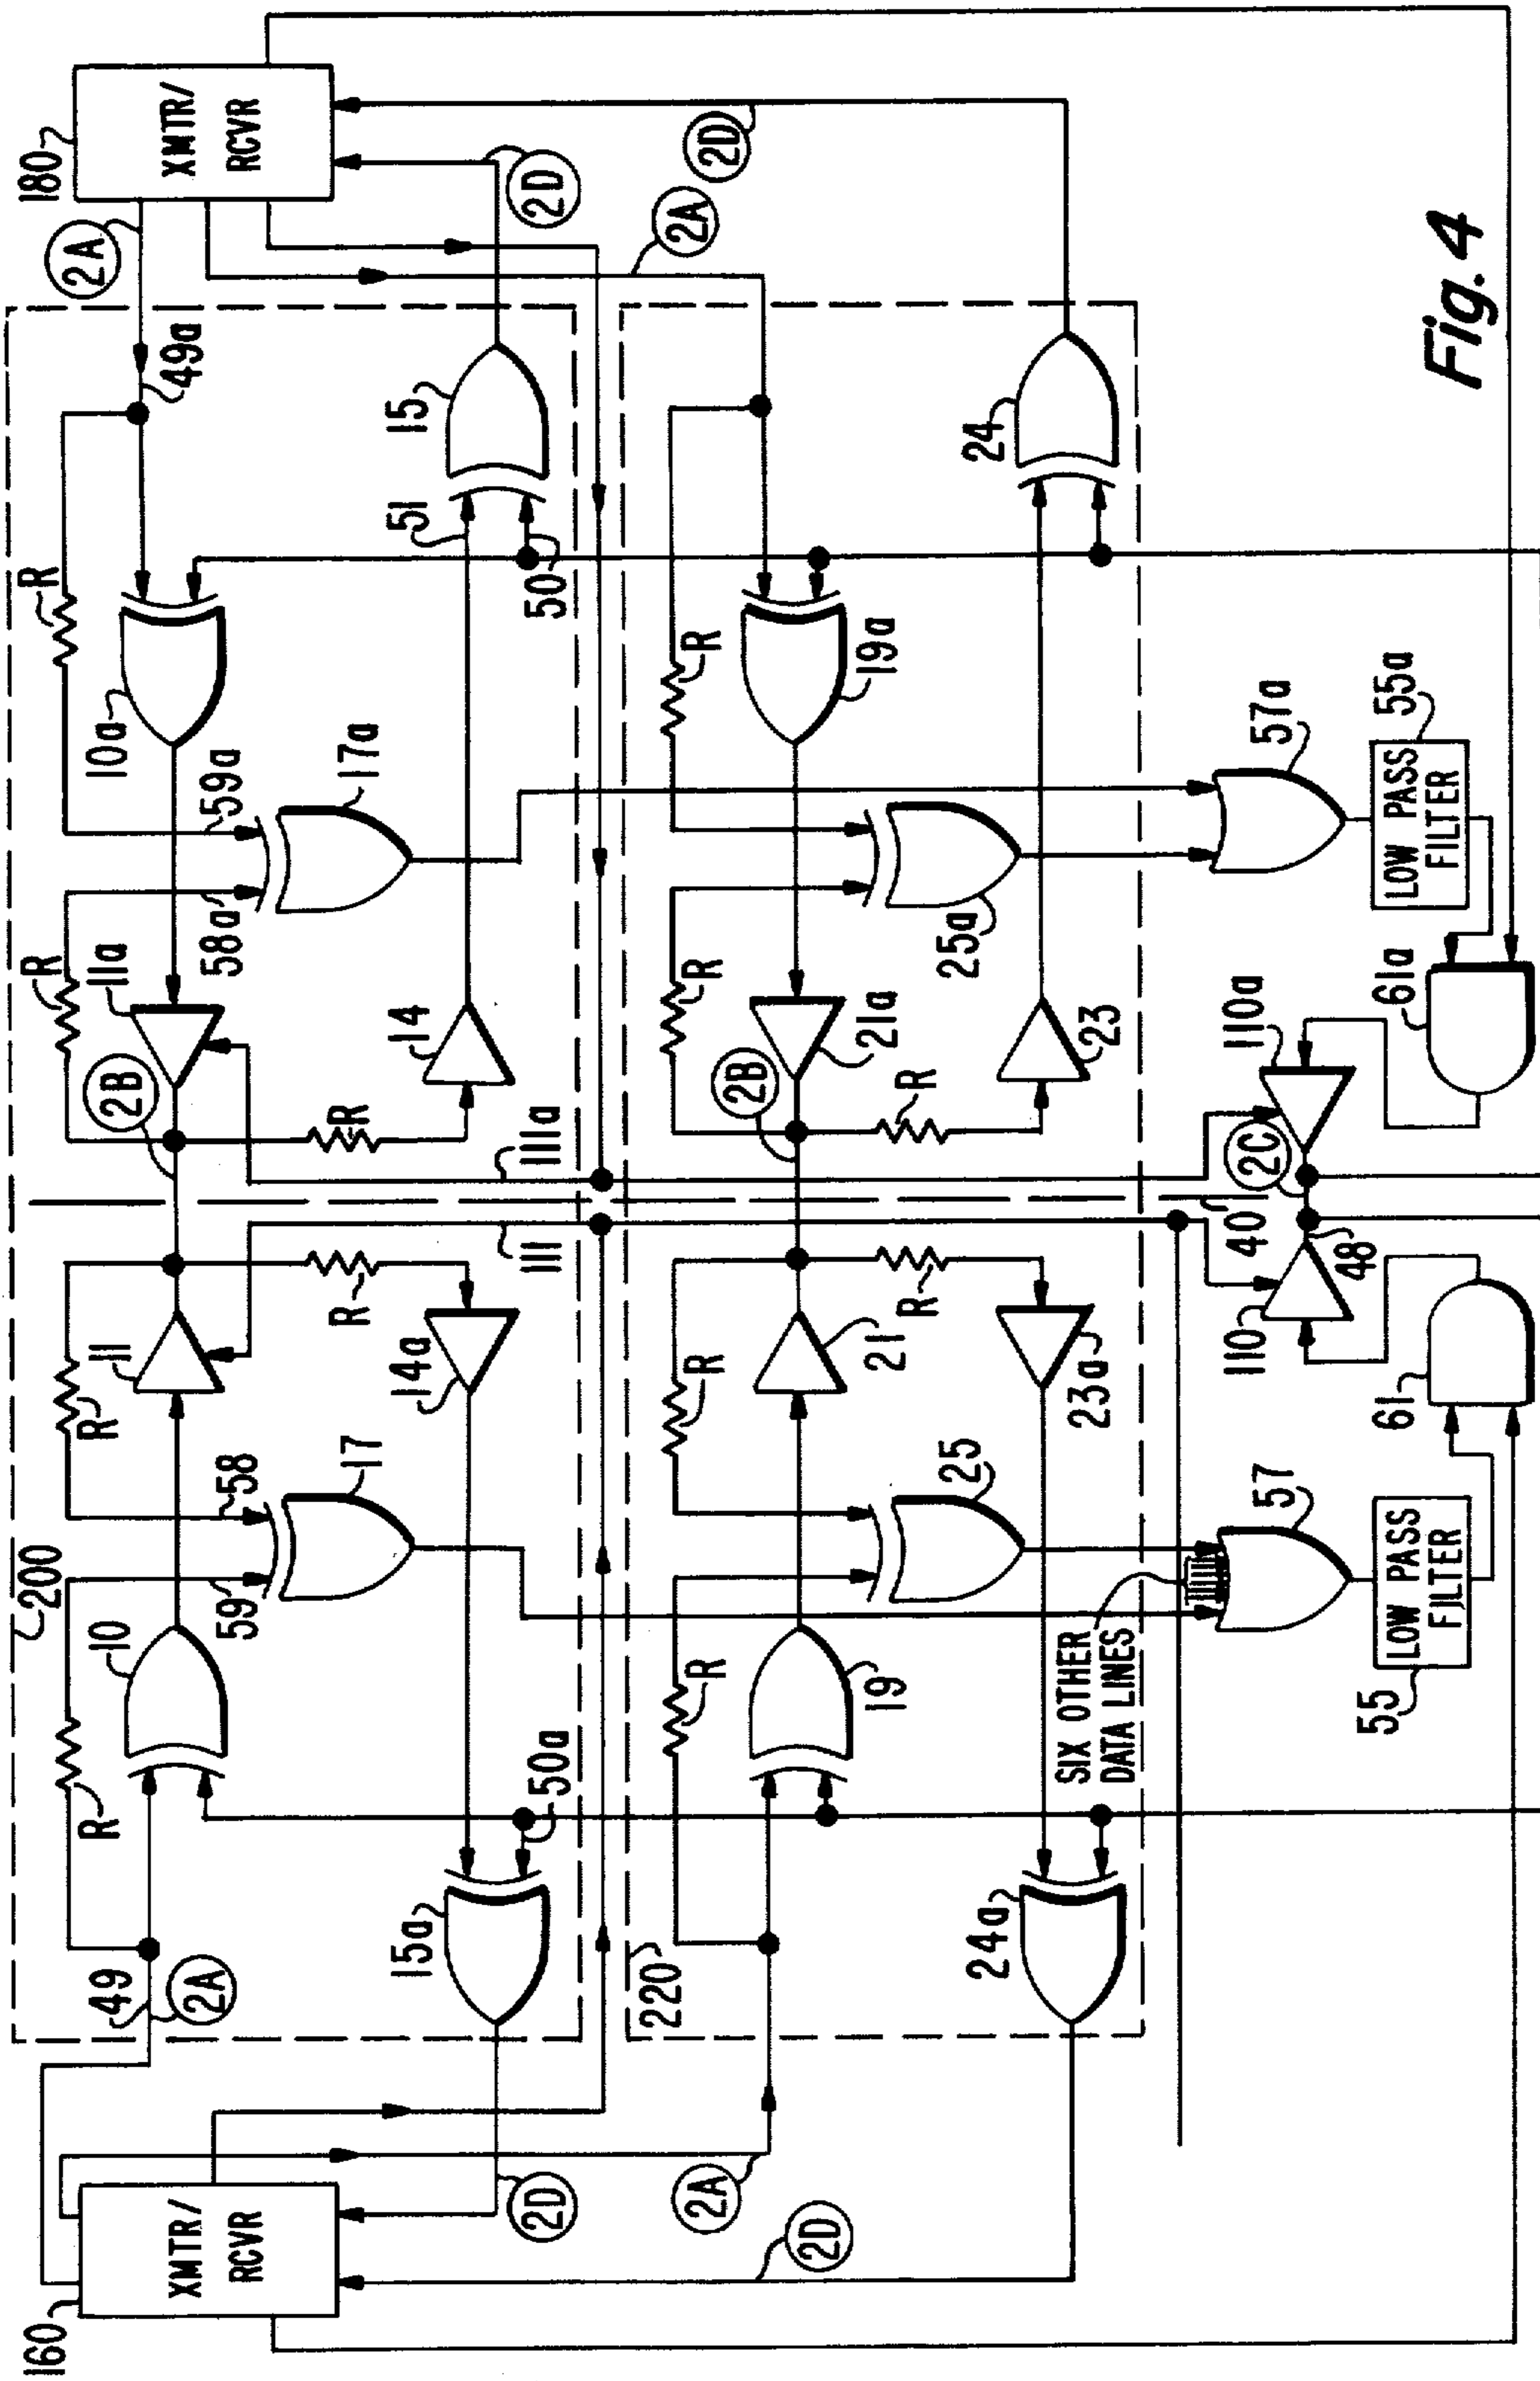 160
XMTR/
RCVR
49
2A
200
R
10
59
58
R
11
2B
R
11a
58a
59a
10a
R
49a
2A
180
XMTR/
RCVR
17
17a
15a
50a
14a
R
111
111a
R
14
51
50
15
2D
2D
220
2A
R
19
25
R
21
2B
21a
R
25a
R
19a
2A
2D
2D
24a
23a
R
R
23
24
SIX OTHER
DATA LINES
57
55
LOW PASS
FILTER
61
110
48
40
2C
110a
61a
57a
55a
LOW PASS
FILTER
Fig. 4